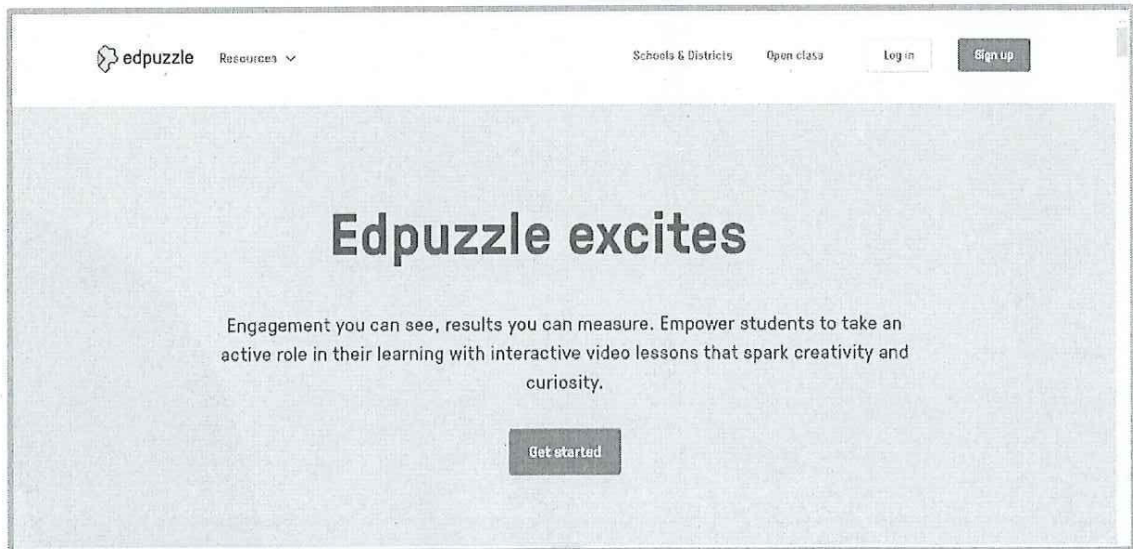 edpuzzle Resources Schools & Districts Open class Log in Sign up
Edpuzzle excites
Engagement you can see, results you can measure. Empower students to take an
active role in their learning with interactive video lessons that spark creativity and
curiosity.
Get started